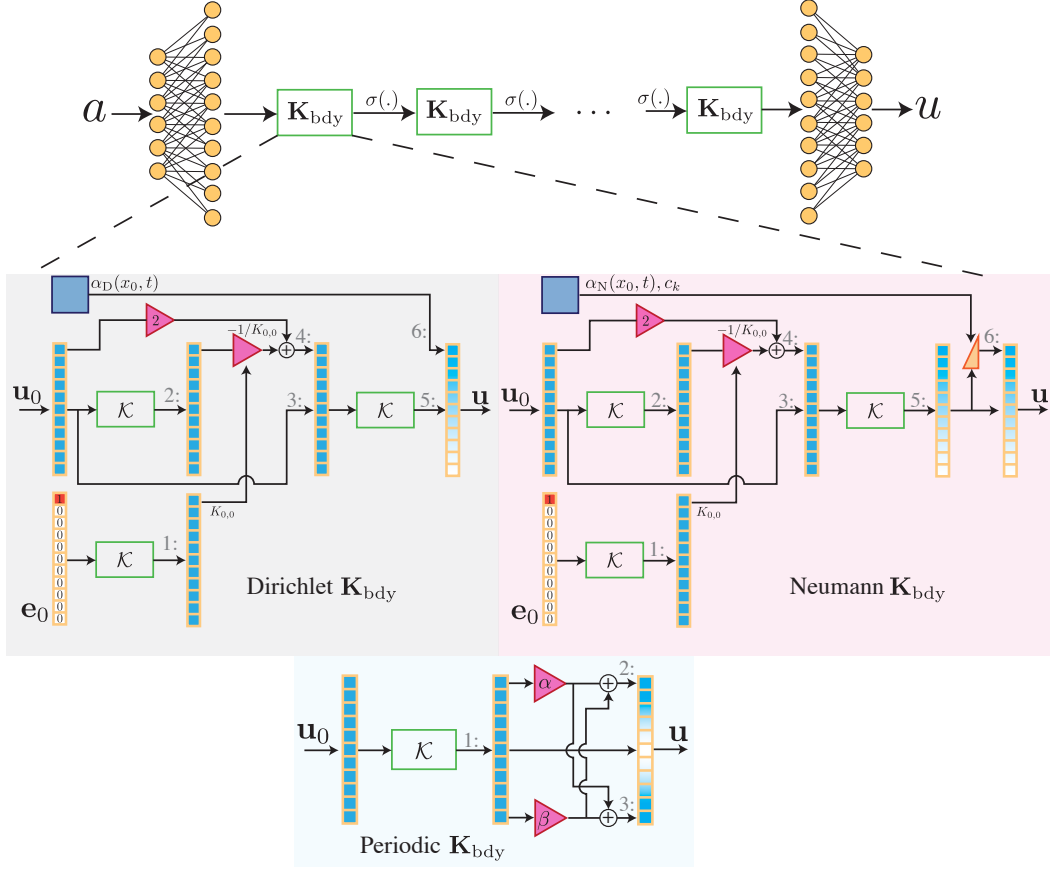 a
K_bdy
σ(.)
K_bdy
σ(.)
...
σ(.)
K_bdy
u
α_D(x_0, t)
2
-1/K_{0,0}
4:
6:
u_0
𝒦
2:
3:
𝒦
5:
u
1
0
0
0
0
0
0
0
0
0
0
K_{0,0}
𝒦
1:
e_0
Dirichlet K_bdy
α_N(x_0, t), c_k
2
-1/K_{0,0}
4:
6:
u_0
𝒦
2:
3:
𝒦
5:
u
1
0
0
0
0
0
0
0
0
0
0
K_{0,0}
𝒦
1:
e_0
Neumann K_bdy
α
2:
u_0
𝒦
1:
u
β
3:
Periodic K_bdy